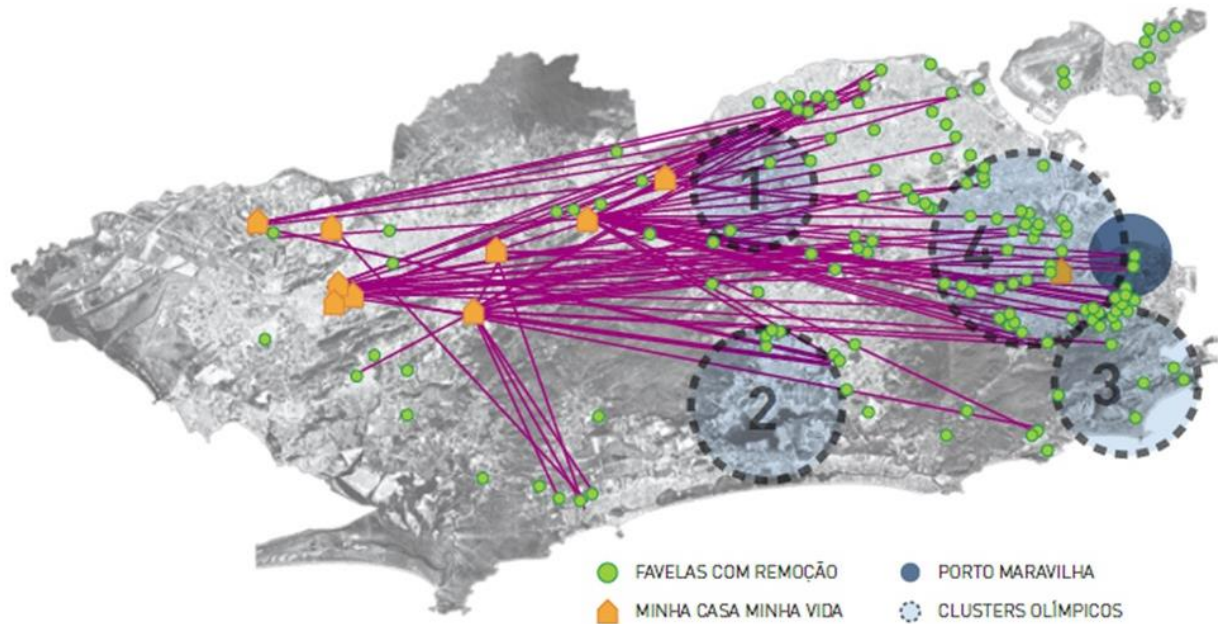 1
4
2
3
FAVELAS COM REMOÇÃO
PORTO MARAVILHA
MINHA CASA MINHA VIDA
CLUSTERS OLÍMPICOS